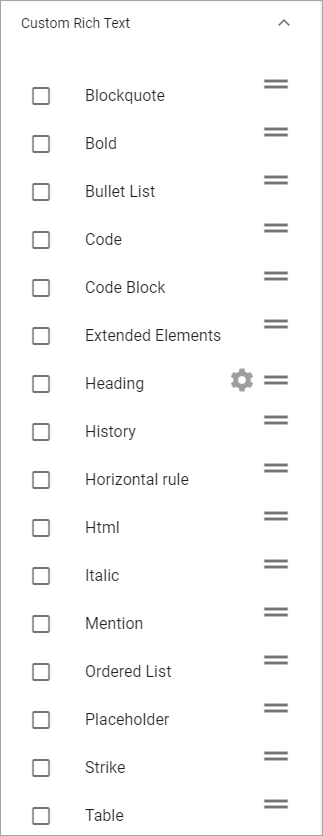 Custom Rich Text
Blockquote
Bold
Bullet List
Code
Code Block
Extended Elements
Heading
History
Horizontal rule
Html
Italic
Mention
Ordered List
Placeholder
Strike
Table